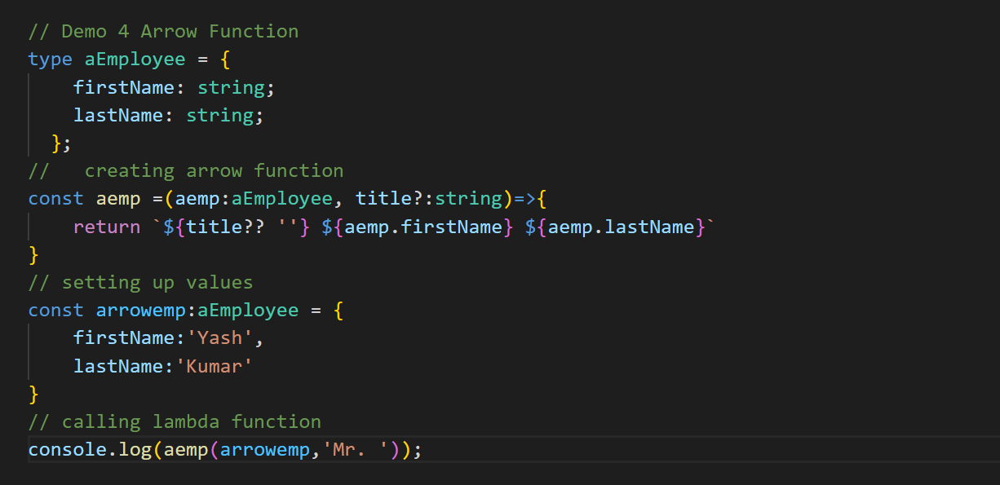 // Demo 4 Arrow Function
type aEmployee = {
    firstName: string;
    lastName: string;
  };
//   creating arrow function
const aemp =(aemp:aEmployee, title?:string)=>{
    return `${title?? ''} ${aemp.firstName} ${aemp.lastName}`
}
// setting up values
const arrowemp:aEmployee = {
    firstName:'Yash',
    lastName:'Kumar'
}
// calling lambda function
console.log(aemp(arrowemp,'Mr. '));